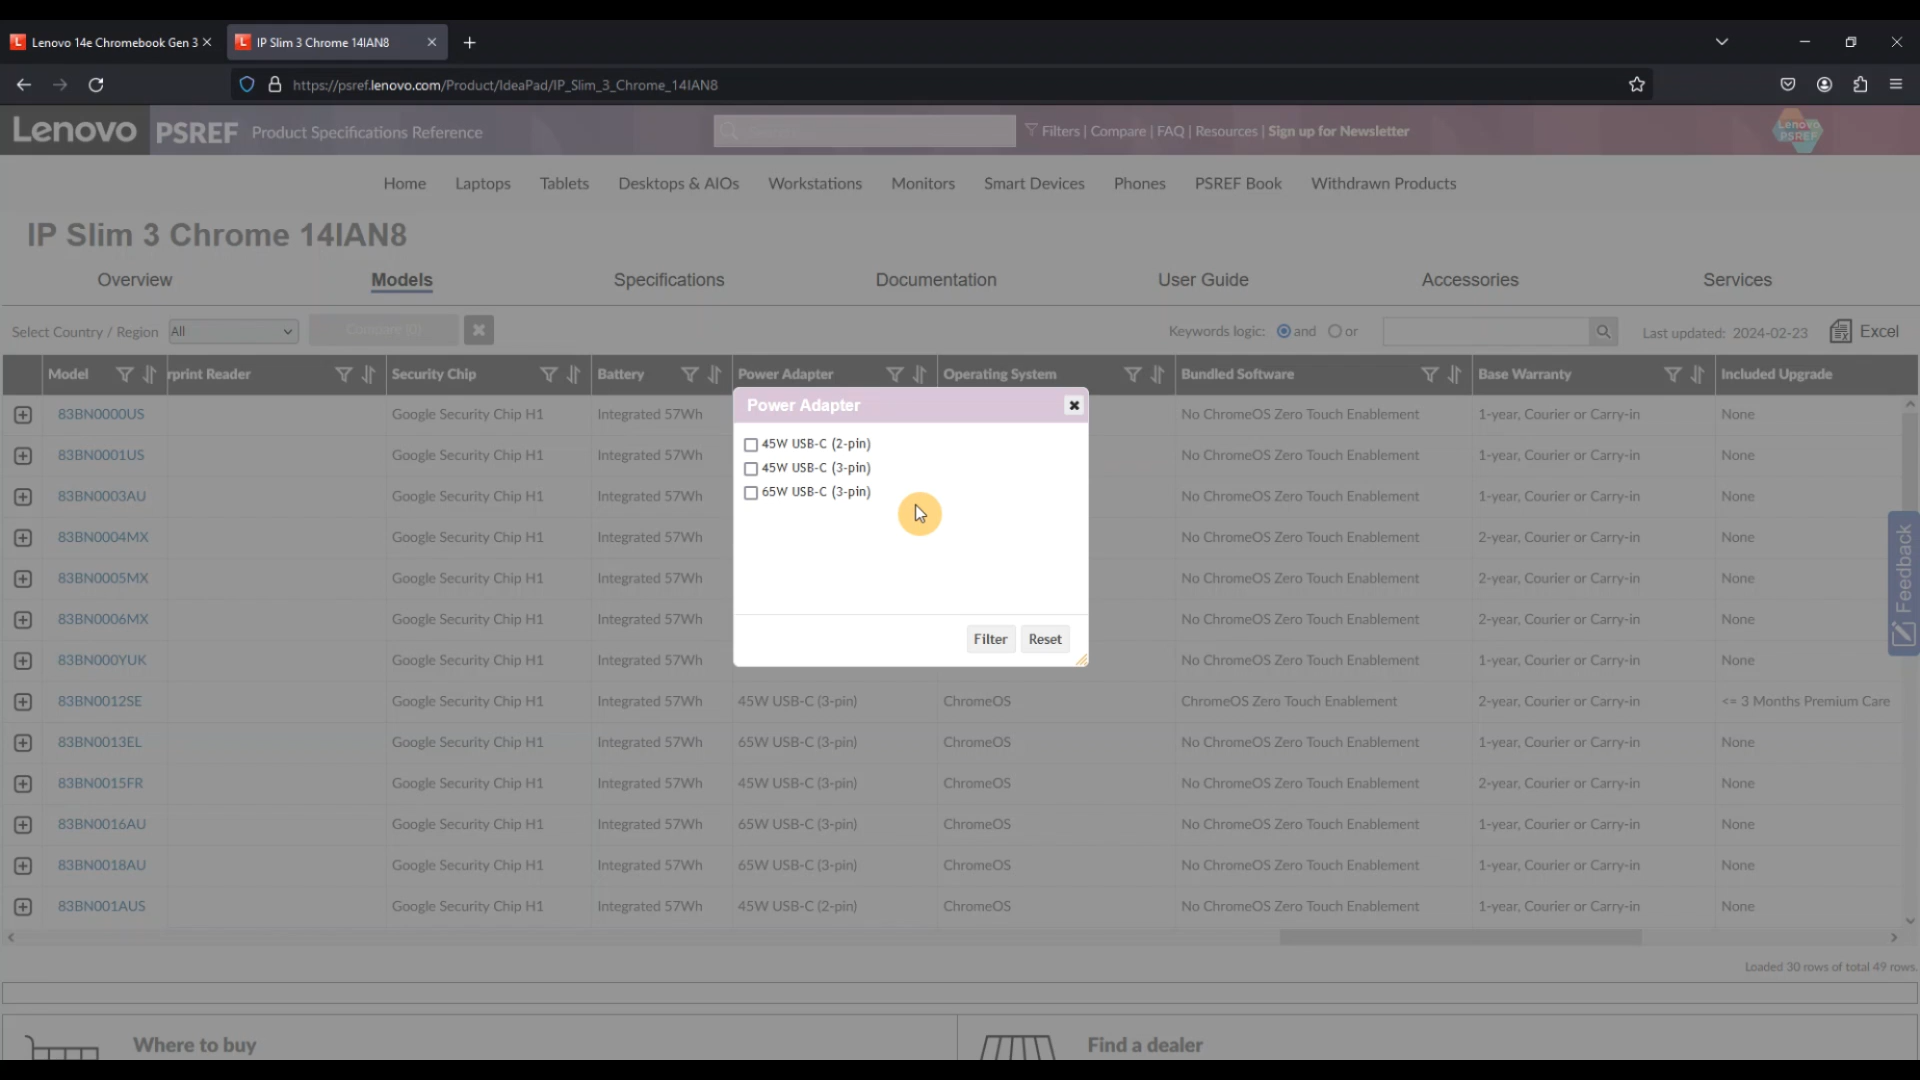 Lenovo 14e Chromebook Gen 3
IP Slim 3 Chrome 14IAN8
https://psref.lenovo.com/Product/IdeaPad/IP_Slim_3_Chrome_14IAN8
Lenovo PSREF Product Specifications Reference
Filters | Compare | FAQ | Resources | Sign up for Newsletter
Lenovo PSREF
Home Laptops Tablets Desktops & AIOs Workstations Monitors Smart Devices Phones PSREF Book Withdrawn Products
IP Slim 3 Chrome 14IAN8
Overview Models Specifications Documentation User Guide Accessories Services
Select Country / Region All Compare (0) Keywords logic: and or Last updated: 2024-02-23 Excel
Model rprint Reader Security Chip Battery Power Adapter Operating System Bundled Software Base Warranty Included Upgrade
83BN0000US Google Security Chip H1 Integrated 57Wh No ChromeOS Zero Touch Enablement 1-year, Courier or Carry-in None
83BN0001US Google Security Chip H1 Integrated 57Wh No ChromeOS Zero Touch Enablement 1-year, Courier or Carry-in None
83BN0003AU Google Security Chip H1 Integrated 57Wh No ChromeOS Zero Touch Enablement 1-year, Courier or Carry-in None
83BN0004MX Google Security Chip H1 Integrated 57Wh No ChromeOS Zero Touch Enablement 2-year, Courier or Carry-in None
83BN0005MX Google Security Chip H1 Integrated 57Wh No ChromeOS Zero Touch Enablement 2-year, Courier or Carry-in None
83BN0006MX Google Security Chip H1 Integrated 57Wh No ChromeOS Zero Touch Enablement 2-year, Courier or Carry-in None
83BN000YUK Google Security Chip H1 Integrated 57Wh No ChromeOS Zero Touch Enablement 1-year, Courier or Carry-in None
83BN0012SE Google Security Chip H1 Integrated 57Wh 45W USB-C (3-pin) ChromeOS ChromeOS Zero Touch Enablement 2-year, Courier or Carry-in <= 3 Months Premium Care
83BN0013EL Google Security Chip H1 Integrated 57Wh 65W USB-C (3-pin) ChromeOS No ChromeOS Zero Touch Enablement 1-year, Courier or Carry-in None
83BN0015FR Google Security Chip H1 Integrated 57Wh 45W USB-C (3-pin) ChromeOS No ChromeOS Zero Touch Enablement 2-year, Courier or Carry-in None
83BN0016AU Google Security Chip H1 Integrated 57Wh 65W USB-C (3-pin) ChromeOS No ChromeOS Zero Touch Enablement 1-year, Courier or Carry-in None
83BN0018AU Google Security Chip H1 Integrated 57Wh 65W USB-C (3-pin) ChromeOS No ChromeOS Zero Touch Enablement 1-year, Courier or Carry-in None
83BN001AUS Google Security Chip H1 Integrated 57Wh 45W USB-C (2-pin) ChromeOS No ChromeOS Zero Touch Enablement 1-year, Courier or Carry-in None
Power Adapter
45W USB-C (2-pin)
45W USB-C (3-pin)
65W USB-C (3-pin)
Filter Reset
Feedback
Loaded 30 rows of total 49 rows.
Where to buy
Find a dealer